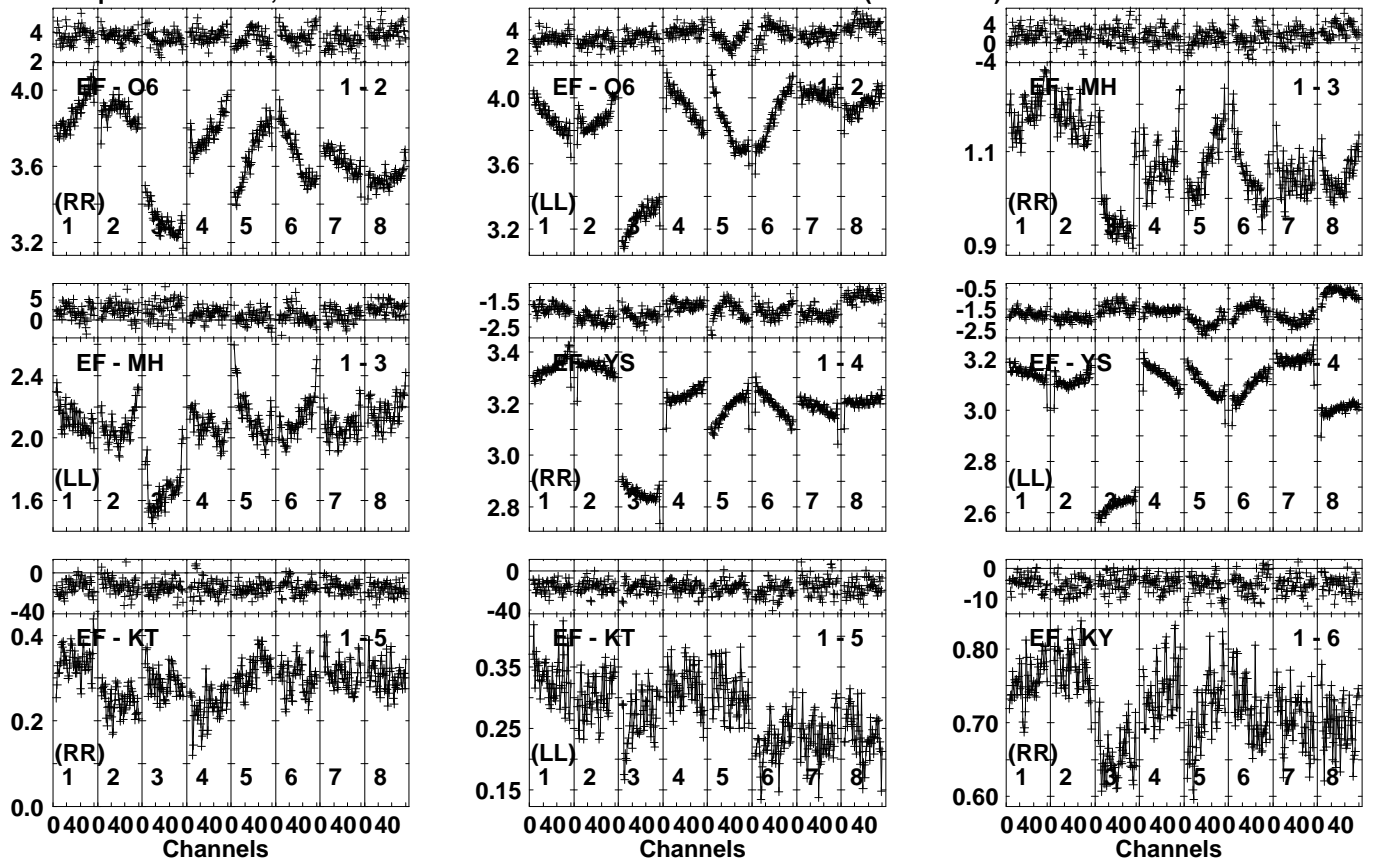 4
2
4.0
3.6
3.2
EF - O6 1 - 2
(RR)
1 2 3 4 5 6 7 8
4
2
4.0
3.6
3.2
EF - O6 1 - 2
(LL)
1 2 3 4 5 6 7 8
4
0
-4
1.1
0.9
EF - MH 1 - 3
(RR)
1 2 3 4 5 6 7 8
5
0
2.4
2.0
1.6
EF - MH 1 - 3
(LL)
1 2 3 4 5 6 7 8
-1.5
-2.5
3.4
3.2
3.0
2.8
EF - YS 1 - 4
(RR)
1 2 3 4 5 6 7 8
-0.5
-1.5
-2.5
3.2
3.0
2.8
2.6
EF - YS - 4
(LL)
1 2 3 4 5 6 7 8
0
-40
0.4
0.2
0.0
EF - KT 1 - 5
(RR)
1 2 3 4 5 6 7 8
0 40 0 40 0 40 0 40 0 40 0 40 0 40 0 40
Channels
0
-40
0.35
0.25
0.15
EF - KT 1 - 5
(LL)
1 2 3 4 5 6 7 8
0 40 0 40 0 40 0 40 0 40 0 40 0 40 0 40
Channels
0
-10
0.80
0.70
0.60
EF - KY 1 - 6
(RR)
1 2 3 4 5 6 7 8
0 40 0 40 0 40 0 40 0 40 0 40 0 40 0 40
Channels